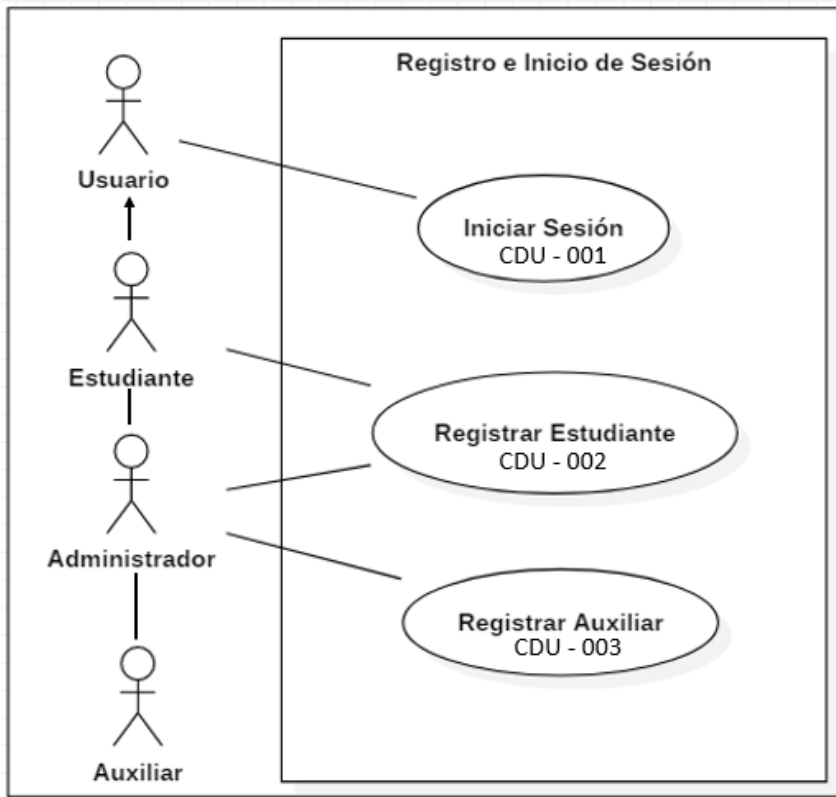 Registro e Inicio de Sesión
Usuario
Iniciar Sesión
CDU - 001
Estudiante
Registrar Estudiante
CDU - 002
Administrador
Registrar Auxiliar
CDU - 003
Auxiliar